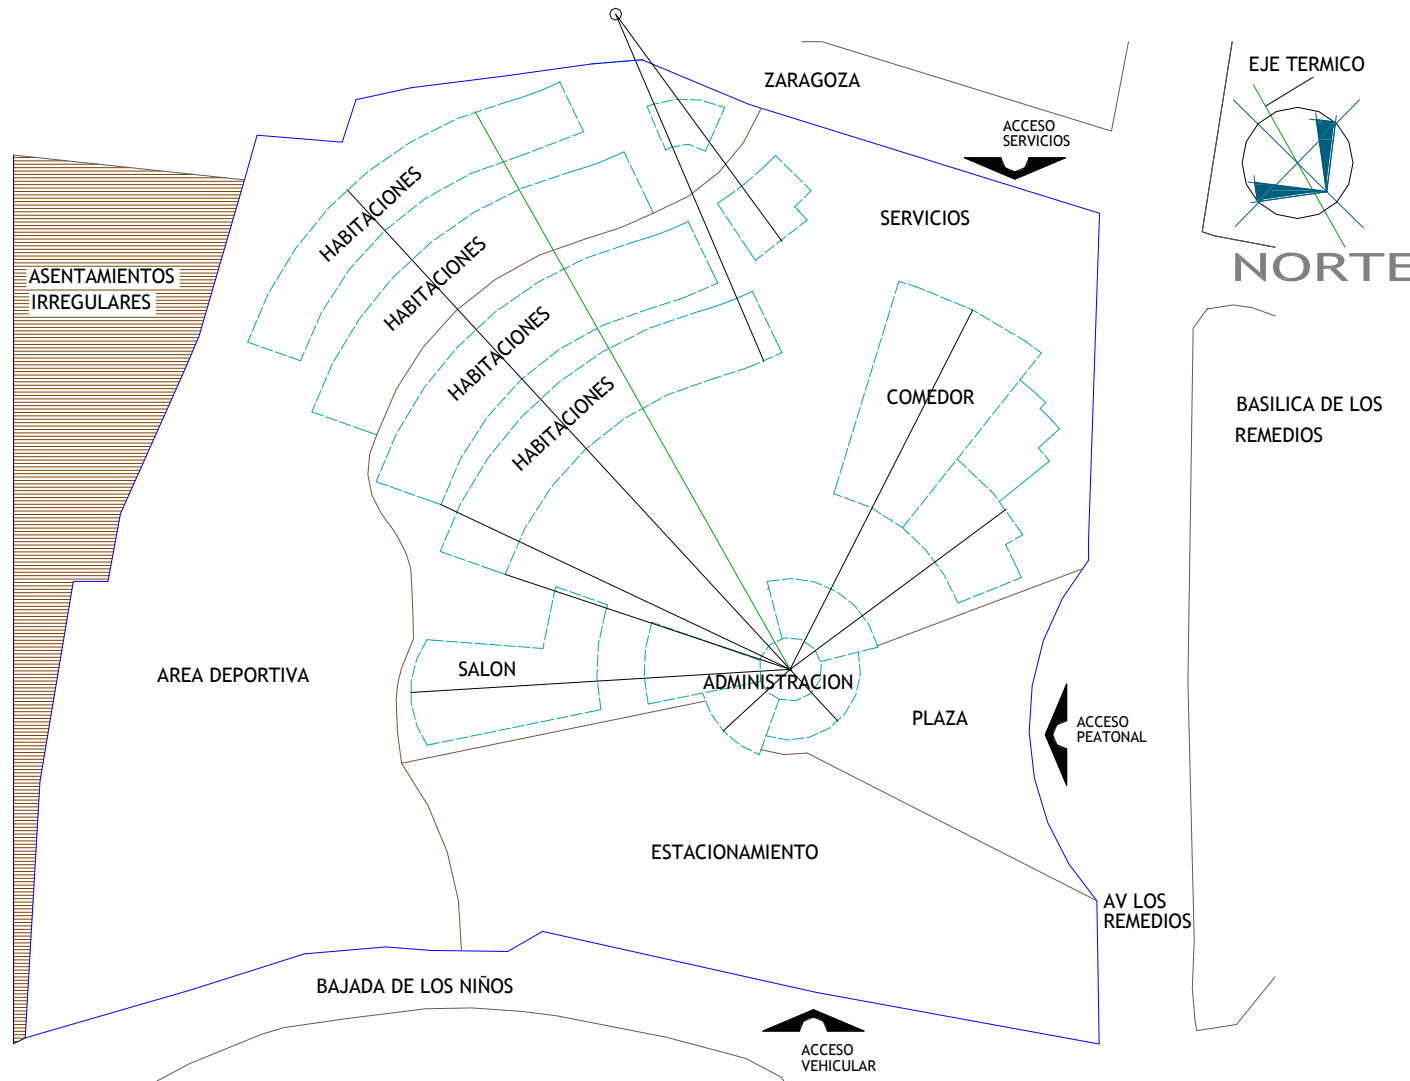 EJE TERMICO
ZARAGOZA
ACCESO
SERVICIOS
HABITACIONES
SERVICIOS
HABITACIONES
NORTE
ASENTAMIENTOS
IRREGULARES
HABITACIONES
COMEDOR
BASILICA DE LOS
REMEDIOS
HABITACIONES
AREA DEPORTIVA
SALON
ADMINISTRACION
PLAZA
ACCESO
PEATONAL
ESTACIONAMIENTO
AV LOS
REMEDIOS
BAJADA DE LOS NIÑOS
ACCESO
VEHICULAR